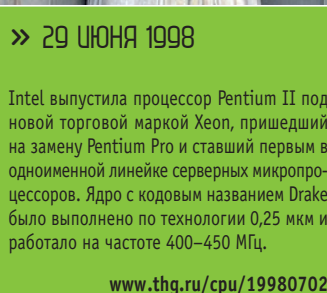 » 29 ИЮНЯ 1998
Intel выпустила процессор Pentium II под
новой торговой маркой Xeon, пришедший
на замену Pentium Pro и ставший первым в
одноименной линейке серверных микропро-
цессоров. Ядро с кодовым названием Drake
было выполнено по технологии 0,25 мкм и
работало на частоте 400–450 МГц.
www.thg.ru/cpu/19980702